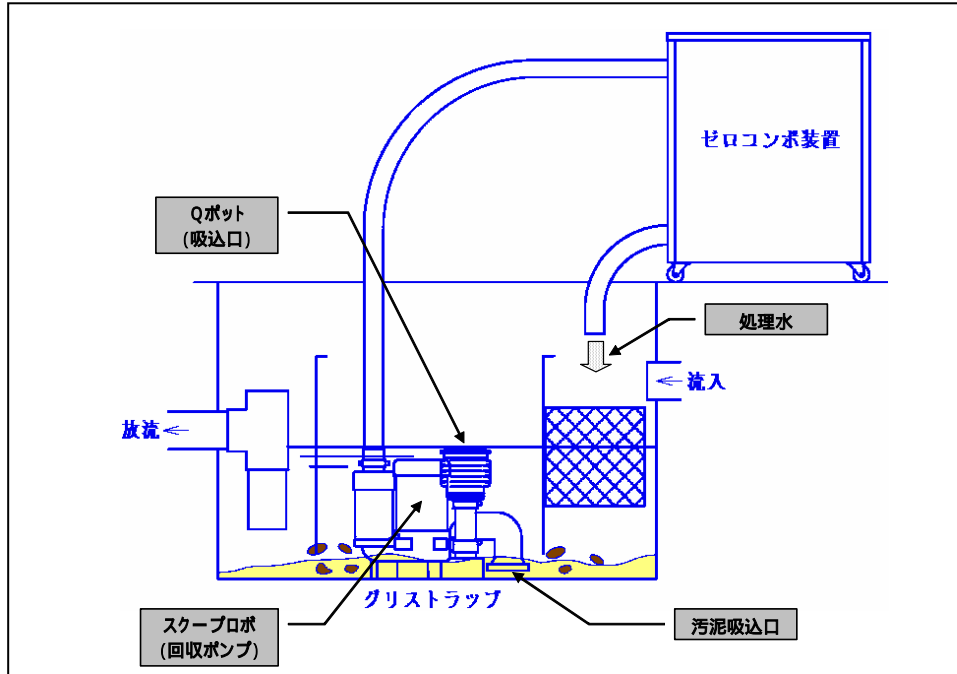 ゼロコンポ装置
Qポット
(吸込口)
処理水
流入
放流
グリストラップ
スクープロボ
(回収ポンプ)
汚泥吸込口